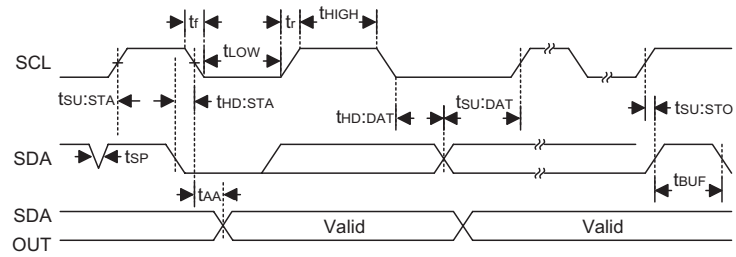 tf tr tHIGH
SCL tLOW
tSU:STA tHD:STA tHD:DAT tSU:DAT tSU:STO
SDA tSP tBUF
tAA
SDA Valid Valid
OUT